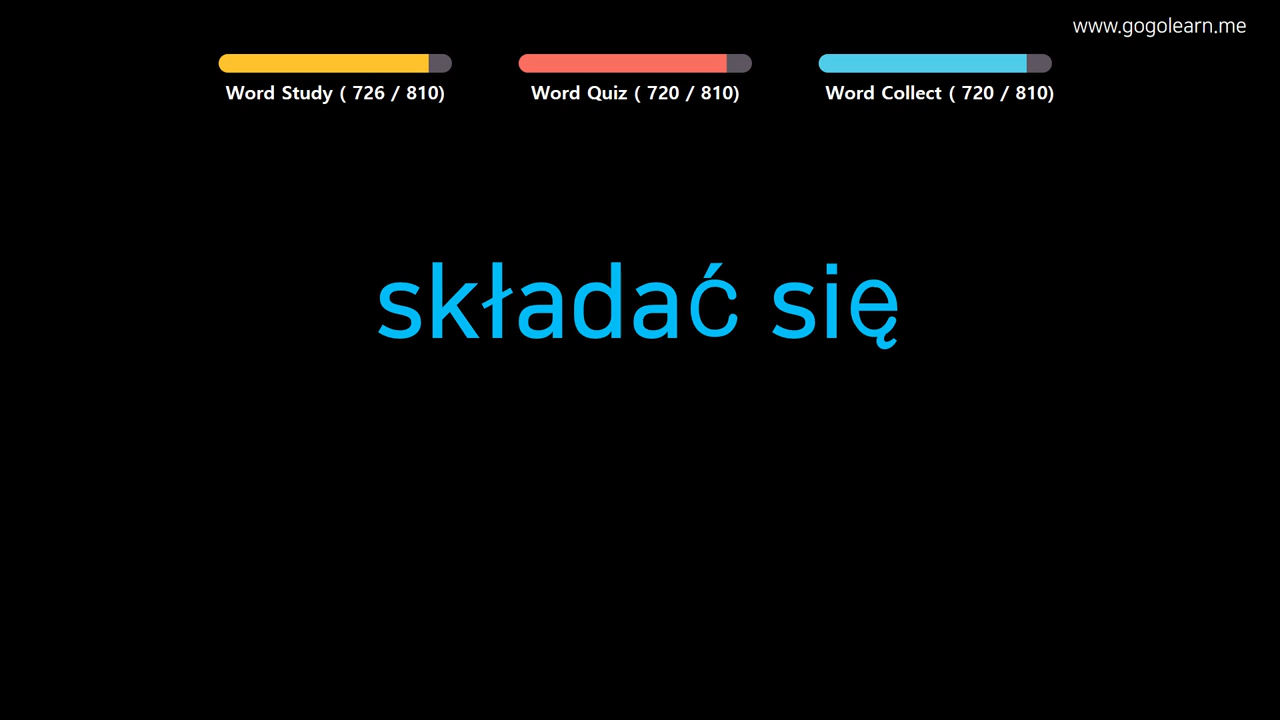 www.gogolearn.me
Word Study ( 726 / 810)
Word Quiz ( 720 / 810)
Word Collect ( 720 / 810)
składać się